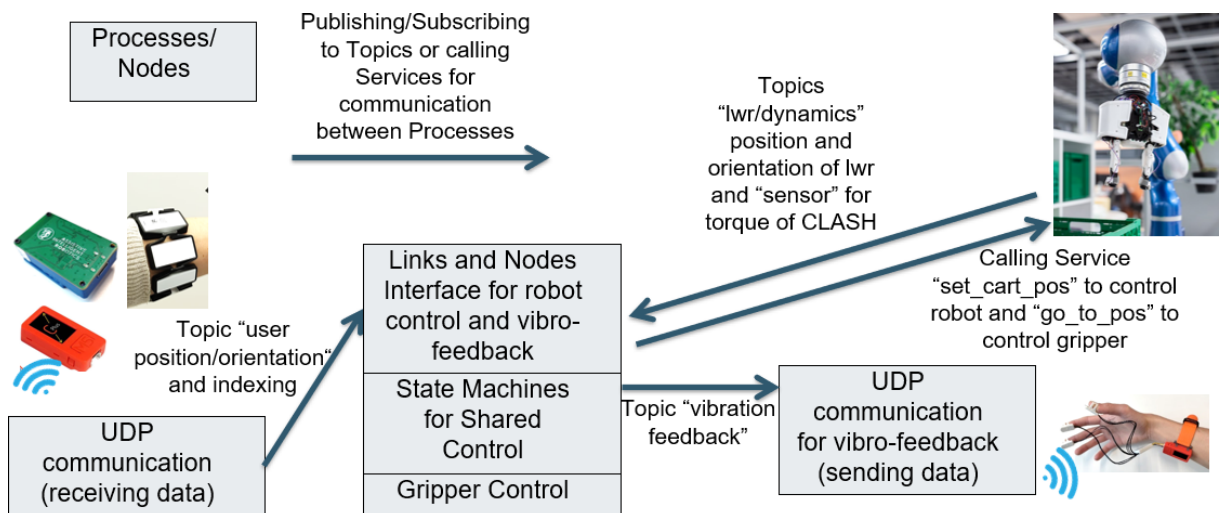 Processes/
Nodes
Publishing/Subscribing
to Topics or calling
Services for
communication
between Processes
Topics
“lwr/dynamics”
position and
orientation of lwr
and “sensor” for
torque of CLASH
Calling Service
“set_cart_pos” to control
robot and “go_to_pos” to
control gripper
Topic “user
position/orientation“
and indexing
UDP
communication
(receiving data)
Links and Nodes
Interface for robot
control and vibro-
feedback
State Machines
for Shared
Control
Gripper Control
Topic “vibration
feedback”
UDP
communication
for vibro-feedback
(sending data)